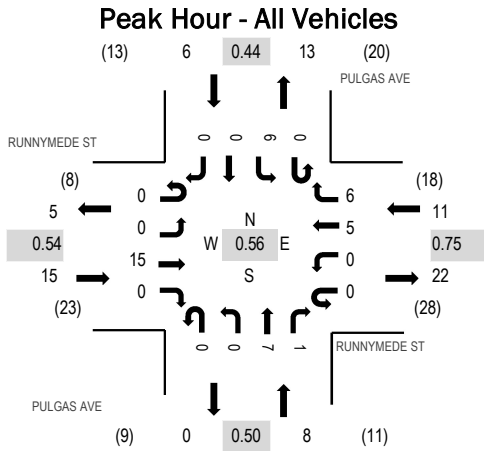 Peak Hour - All Vehicles
(13) 6 0.44 13 (20)
PULGAS AVE
RUNNYMEDE ST
0 0 6 0
(8) 0 6 (18)
5 0 5 11
N
0.54 W 0.56 E 0.75
S
15 15 0 22
(23) 0 0 (28)
0 0 7 1
RUNNYMEDE ST
PULGAS AVE
(9) 0 0.50 8 (11)